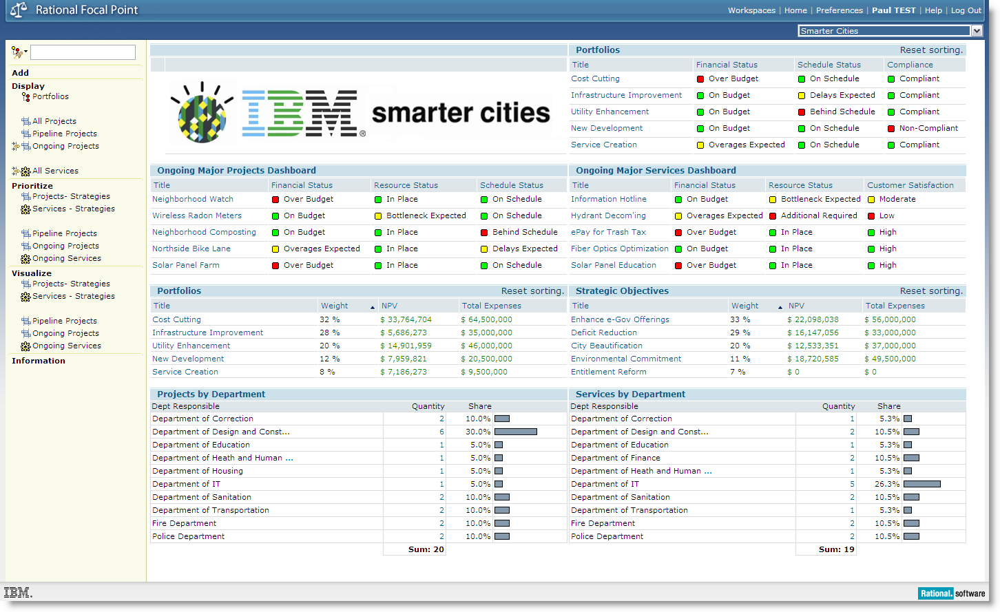 Rational Focal Point
Workspaces | Home | Preferences | Paul TEST | Help | Log Out
Smarter Cities
Add
Display
Portfolios
All Projects
Pipeline Projects
Ongoing Projects
All Services
Prioritize
Projects- Strategies
Services - Strategies
Pipeline Projects
Ongoing Projects
Ongoing Services
Visualize
Projects- Strategies
Services - Strategies
Pipeline Projects
Ongoing Projects
Ongoing Services
Information
IBM® smarter cities
Portfolios Reset sorting.
Title Financial Status Schedule Status Compliance
Cost Cutting Over Budget On Schedule Compliant
Infrastructure Improvement On Budget Delays Expected Compliant
Utility Enhancement On Budget Behind Schedule Compliant
New Development On Budget On Schedule Non-Compliant
Service Creation Overages Expected On Schedule Compliant
Ongoing Major Projects Dashboard
Title Financial Status Resource Status Schedule Status
Neighborhood Watch Over Budget In Place On Schedule
Wireless Radon Meters On Budget Bottleneck Expected On Schedule
Neighborhood Composting On Budget In Place Behind Schedule
Northside Bike Lane Overages Expected In Place Delays Expected
Solar Panel Farm Over Budget In Place On Schedule
Ongoing Major Services Dashboard
Title Financial Status Resource Status Customer Satisfaction
Information Hotline On Budget Bottleneck Expected Moderate
Hydrant Decom'ing Overages Expected Additional Required Low
ePay for Trash Tax Over Budget In Place High
Fiber Optics Optimization On Budget In Place High
Solar Panel Education Over Budget In Place High
Portfolios Reset sorting.
Title Weight NPV Total Expenses
Cost Cutting 32 % $ 33,764,704 $ 64,500,000
Infrastructure Improvement 28 % $ 5,686,273 $ 35,000,000
Utility Enhancement 20 % $ 14,901,959 $ 46,000,000
New Development 12 % $ 7,959,821 $ 20,500,000
Service Creation 8 % $ 7,186,273 $ 9,500,000
Strategic Objectives Reset sorting.
Title Weight NPV Total Expenses
Enhance e-Gov Offerings 33 % $ 22,098,038 $ 56,000,000
Deficit Reduction 29 % $ 16,147,056 $ 33,000,000
City Beautification 20 % $ 12,533,351 $ 37,000,000
Environmental Commitment 11 % $ 18,720,585 $ 49,500,000
Entitlement Reform 7 % $ 0 $ 0
Projects by Department
Dept Responsible Quantity Share
Department of Correction 2 10.0%
Department of Design and Const... 6 30.0%
Department of Education 1 5.0%
Department of Heath and Human ... 1 5.0%
Department of Housing 1 5.0%
Department of IT 1 5.0%
Department of Sanitation 2 10.0%
Department of Transportation 2 10.0%
Fire Department 2 10.0%
Police Department 2 10.0%
Sum: 20
Services by Department
Dept Responsible Quantity Share
Department of Correction 1 5.3%
Department of Design and Const... 2 10.5%
Department of Education 1 5.3%
Department of Finance 2 10.5%
Department of Heath and Human ... 1 5.3%
Department of IT 5 26.3%
Department of Sanitation 2 10.5%
Department of Transportation 1 5.3%
Fire Department 2 10.5%
Police Department 2 10.5%
Sum: 19
IBM.
Rational. software